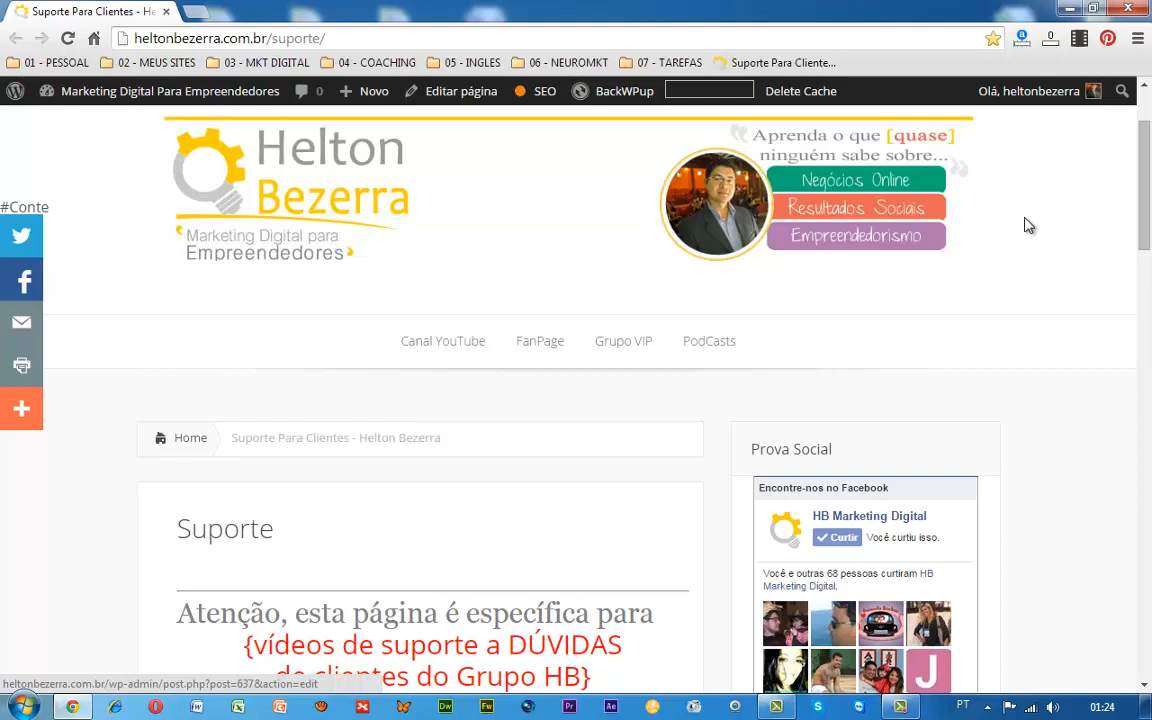 Suporte Para Clientes - He
heltonbezerra.com.br/suporte/
0
01 - PESSOAL
02 - MEUS SITES
03 - MKT DIGITAL
04 - COACHING
05 - INGLES
06 - NEUROMKT
07 - TAREFAS
Suporte Para Cliente...
Marketing Digital Para Empreendedores
0
Novo
Editar página
SEO
BackWPup
Delete Cache
Olá, heltonbezerra
Helton
Bezerra
Marketing Digital para
Empreendedores
Aprenda o que [quase]
ninguém sabe sobre...
Negócios Online
Resultados Sociais
Empreendedorismo
#Conte
Canal YouTube
FanPage
Grupo VIP
PodCasts
Home
Suporte Para Clientes - Helton Bezerra
Suporte
Atenção, esta página é específica para
{vídeos de suporte a DÚVIDAS
de clientes do Grupo HB}
Prova Social
Encontre-nos no Facebook
HB Marketing Digital
Curtir
Você curtiu isso.
Você e outras 68 pessoas curtiram HB
Marketing Digital.
J
heltonbezerra.com.br/wp-admin/post.php?post=637&action=edit
Dw
Fw
Pr
Ae
PT
01:24